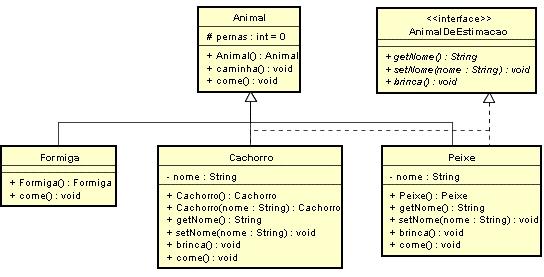 Animal
# pernas : int = 0
+ Animal() : Animal
+ caminha() : void
+ come() : void
<<interface>>
AnimalDeEstimacao
+ getNome() : String
+ setNome(nome : String) : void
+ brinca() : void
Formiga
+ Formiga() : Formiga
+ come() : void
Cachorro
- nome : String
+ Cachorro() : Cachorro
+ Cachorro(nome : String) : Cachorro
+ getNome() : String
+ setNome(nome : String) : void
+ brinca() : void
+ come() : void
Peixe
- nome : String
+ Peixe() : Peixe
+ getNome() : String
+ setNome(nome : String) : void
+ brinca() : void
+ come() : void